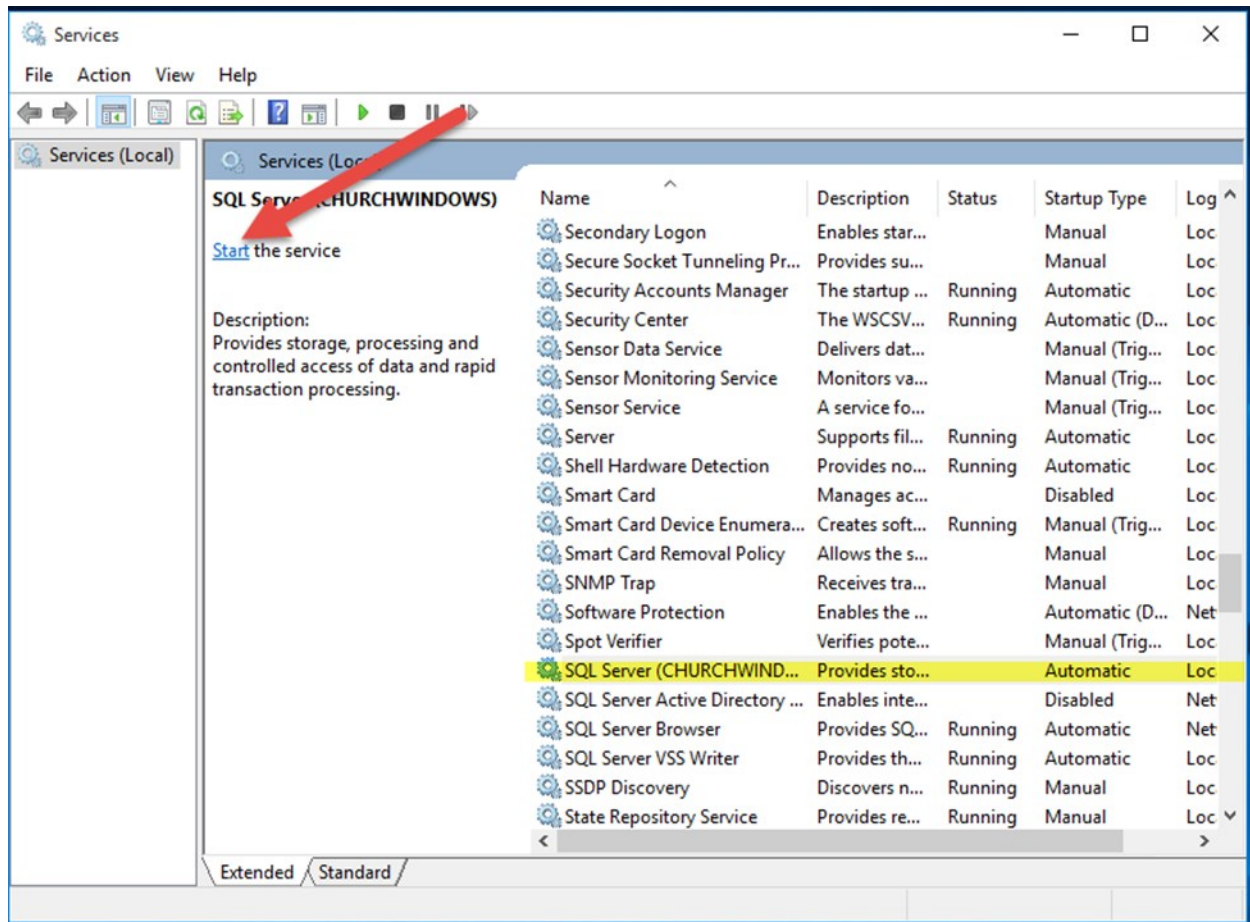 Services
File Action View Help
Services (Local)
Services (Loc
SQL Serve (CHURCHWINDOWS)
Start the service
Description:
Provides storage, processing and
controlled access of data and rapid
transaction processing.
Name Description Status Startup Type Log
Secondary Logon Enables star... Manual Loc
Secure Socket Tunneling Pr... Provides su... Manual Loc
Security Accounts Manager The startup ... Running Automatic Loc
Security Center The WSCSV... Running Automatic (D... Loc
Sensor Data Service Delivers dat... Manual (Trig... Loc
Sensor Monitoring Service Monitors va... Manual (Trig... Loc
Sensor Service A service fo... Manual (Trig... Loc
Server Supports fil... Running Automatic Loc
Shell Hardware Detection Provides no... Running Automatic Loc
Smart Card Manages ac... Disabled Loc
Smart Card Device Enumera... Creates soft... Running Manual (Trig... Loc
Smart Card Removal Policy Allows the s... Manual Loc
SNMP Trap Receives tra... Manual Loc
Software Protection Enables the ... Automatic (D... Net
Spot Verifier Verifies pote... Manual (Trig... Loc
SQL Server (CHURCHWIND... Provides sto... Automatic Loc
SQL Server Active Directory ... Enables inte... Disabled Net
SQL Server Browser Provides SQ... Running Automatic Net
SQL Server VSS Writer Provides th... Running Automatic Loc
SSDP Discovery Discovers n... Running Manual Loc
State Repository Service Provides re... Running Manual Loc
Extended Standard